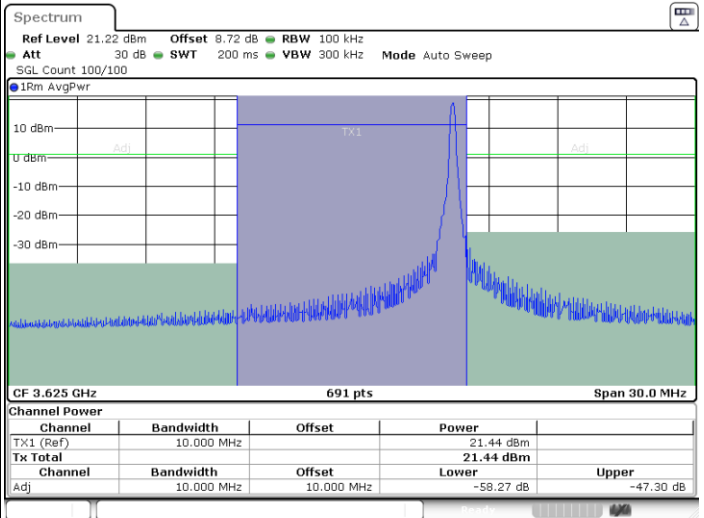 Spectrum
Ref Level 21.22 dBm Offset 8.72 dB RBW 100 kHz
Att 30 dB SWT 200 ms VBW 300 kHz Mode Auto Sweep
SGL Count 100/100
1Rm AvgPwr
10 dBm
TX1
Adj Adj
0 dBm
-10 dBm
-20 dBm
-30 dBm
CF 3.625 GHz 691 pts Span 30.0 MHz
Channel Power
Channel Bandwidth Offset Power
TX1 (Ref) 10.000 MHz 21.44 dBm
Tx Total 21.44 dBm
Channel Bandwidth Offset Lower Upper
Adj 10.000 MHz 10.000 MHz -58.27 dB -47.30 dB
Ready